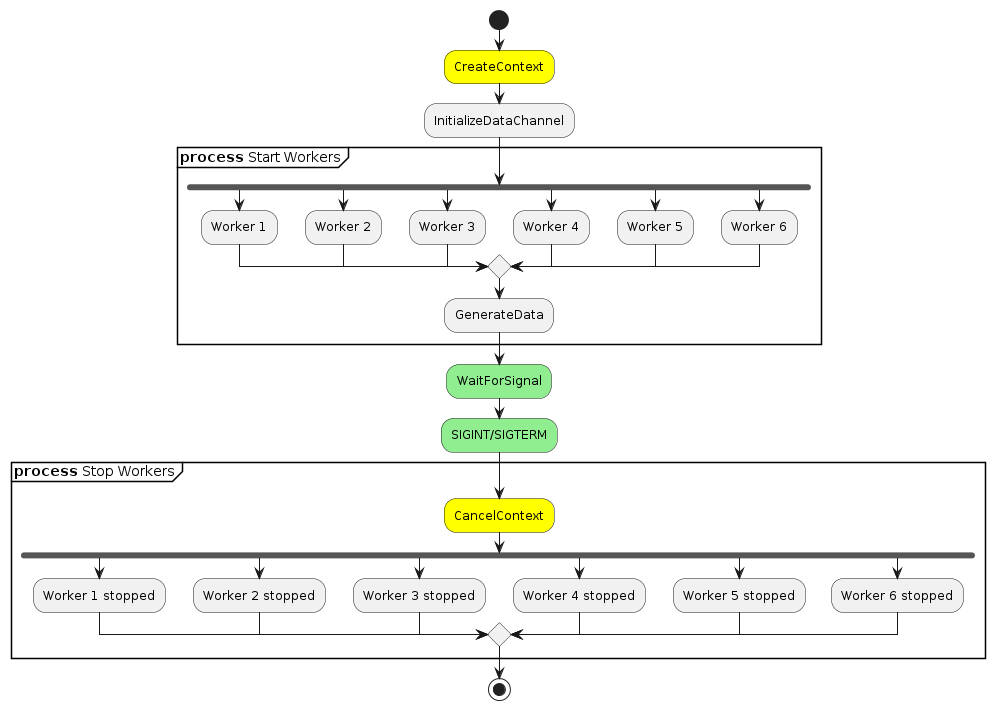 CreateContext
InitializeDataChannel
process Start Workers
Worker 1
Worker 2
Worker 3
Worker 4
Worker 5
Worker 6
GenerateData
WaitForSignal
SIGINT/SIGTERM
process Stop Workers
CancelContext
Worker 1 stopped
Worker 2 stopped
Worker 3 stopped
Worker 4 stopped
Worker 5 stopped
Worker 6 stopped